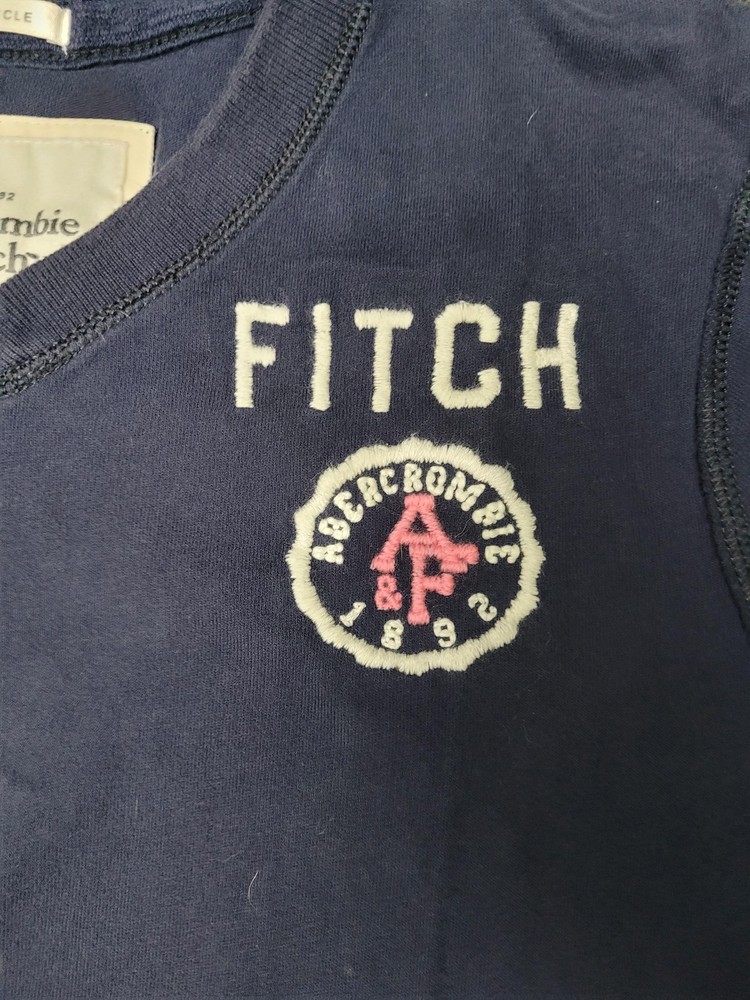 FITCH
ABERCROMBIE
A&F
1892